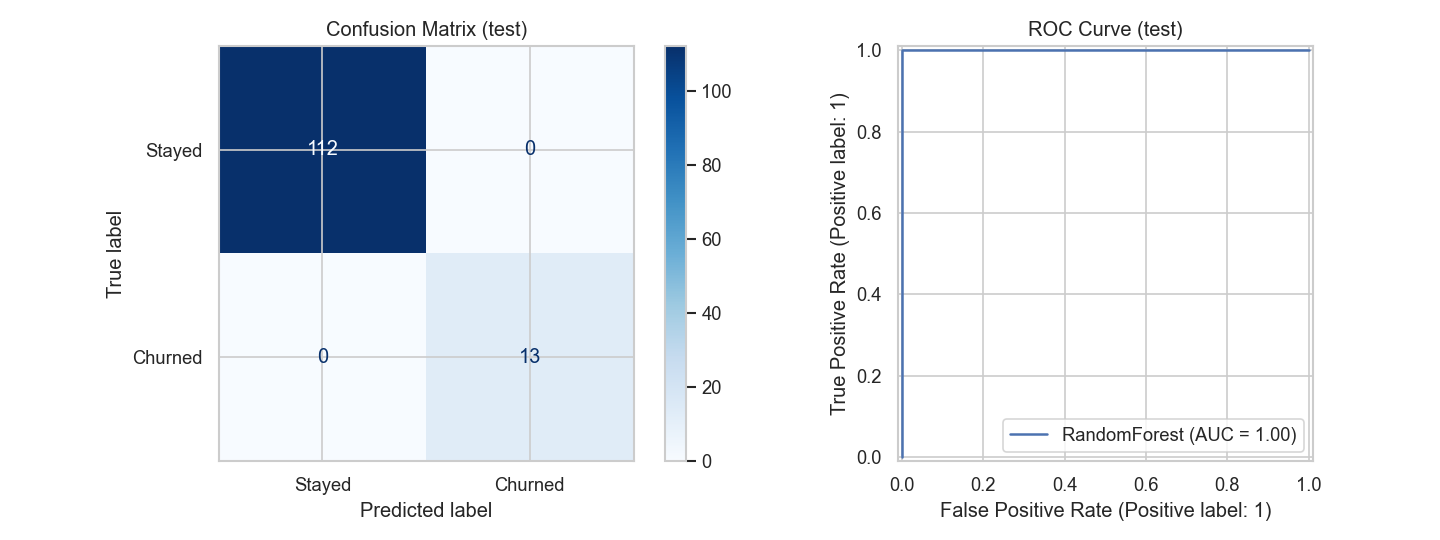 Confusion Matrix (test)
True label
Stayed
Churned
112
0
0
13
Stayed
Churned
Predicted label
100
80
60
40
20
0
ROC Curve (test)
True Positive Rate (Positive label: 1)
1.0
0.8
0.6
0.4
0.2
0.0
RandomForest (AUC = 1.00)
0.0 0.2 0.4 0.6 0.8 1.0
False Positive Rate (Positive label: 1)